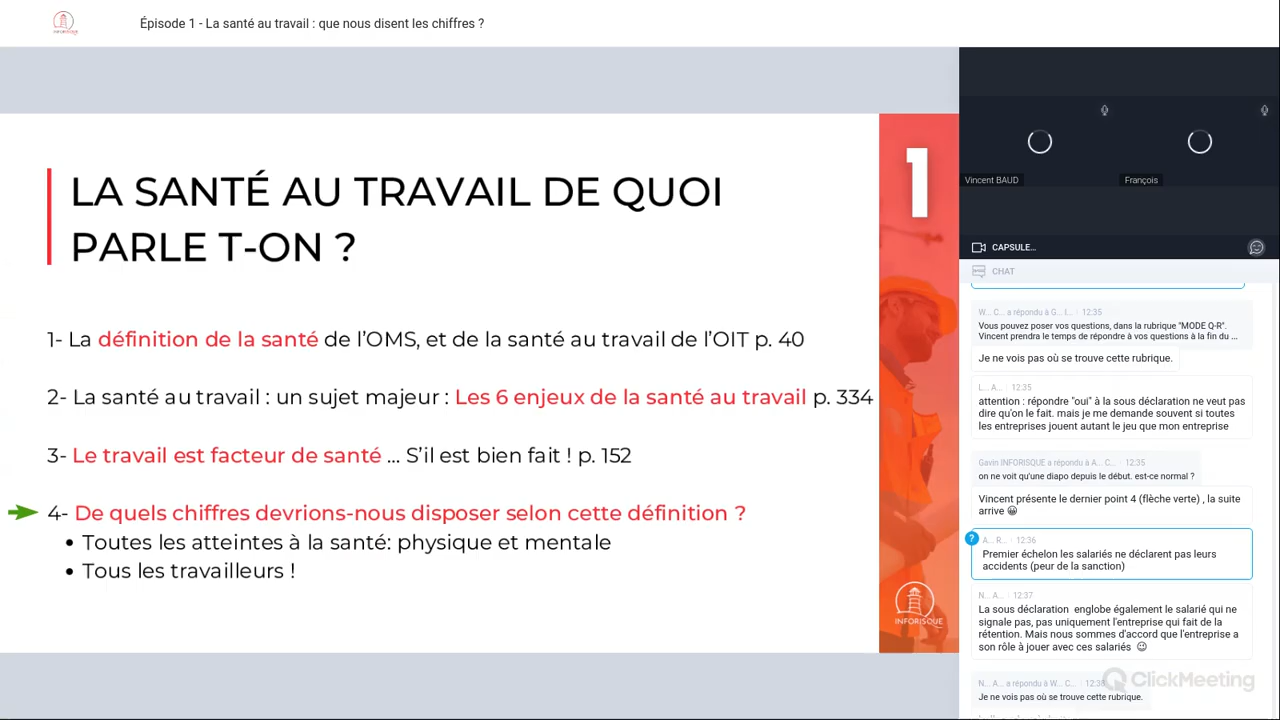 INFORISQUE
Épisode 1 - La santé au travail : que nous disent les chiffres ?
LA SANTÉ AU TRAVAIL DE QUOI
PARLE T-ON ?
1- La définition de la santé de l'OMS, et de la santé au travail de l'OIT p. 40
2- La santé au travail : un sujet majeur : Les 6 enjeux de la santé au travail p. 334
3- Le travail est facteur de santé ... S'il est bien fait ! p. 152
4- De quels chiffres devrions-nous disposer selon cette définition ?
• Toutes les atteintes à la santé: physique et mentale
• Tous les travailleurs !
1
INFORISQUE
Vincent BAUD
François
CAPSULE...
CHAT
W... C... a répondu à G... I... 12:35
Vous pouvez poser vos questions, dans la rubrique "MODE Q-R".
Vincent prendra le temps de répondre à vos questions à la fin du ...
Je ne vois pas où se trouve cette rubrique.
L... A... 12:35
attention : répondre "oui" à la sous déclaration ne veut pas
dire qu'on le fait. mais je me demande souvent si toutes
les entreprises jouent autant le jeu que mon entreprise
Gavin INFORISQUE a répondu à A... C... 12:35
on ne voit qu'une diapo depuis le début. est-ce normal ?
Vincent présente le dernier point 4 (flèche verte) , la suite
arrive 😀
?
A... R... 12:36
Premier échelon les salariés ne déclarent pas leurs
accidents (peur de la sanction)
N... A... 12:37
La sous déclaration englobe également le salarié qui ne
signale pas, pas uniquement l'entreprise qui fait de la
rétention. Mais nous sommes d'accord que l'entreprise a
son rôle à jouer avec ces salariés 😉
N... A... a répondu à W... C... 12:38
Je ne vois pas où se trouve cette rubrique.
ClickMeeting